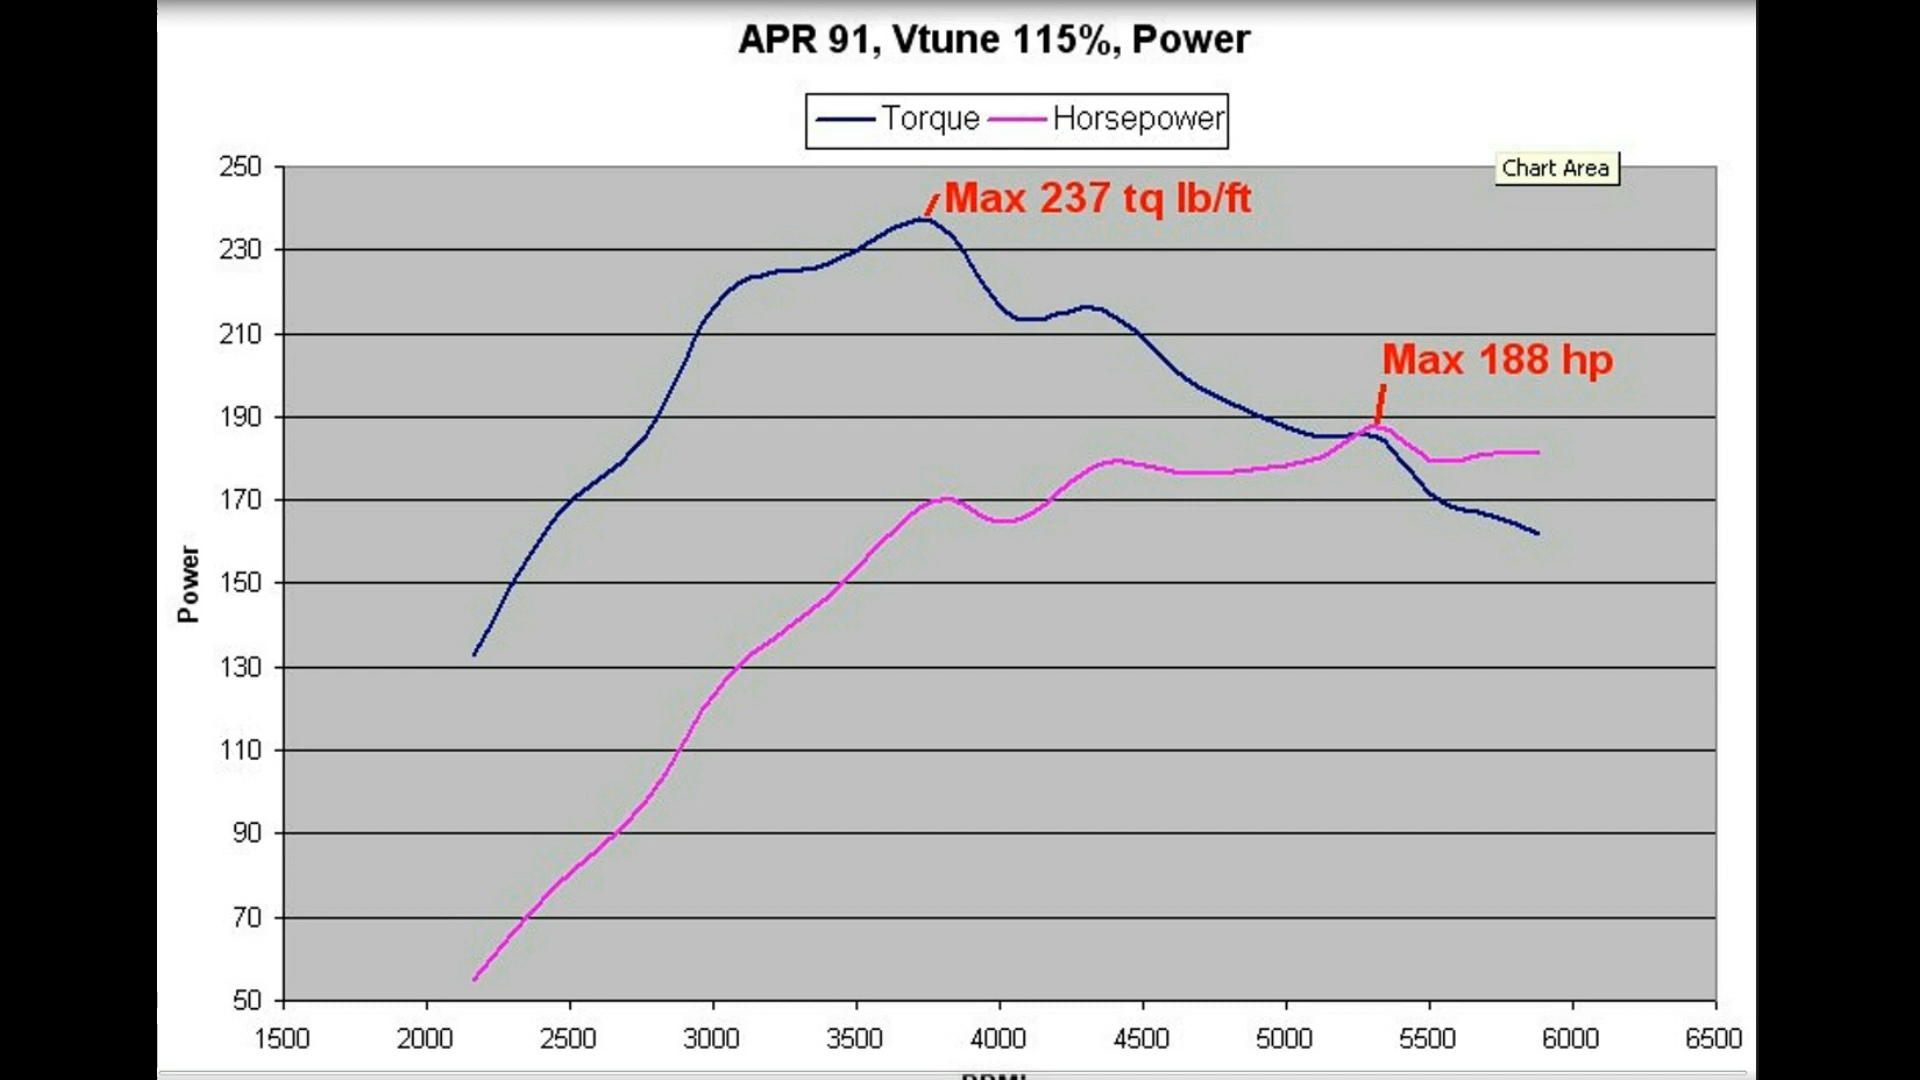 APR 91, Vtune 115%, Power
Torque Horsepower
Chart Area
Max 237 tq lb/ft
Max 188 hp
Power
250
230
210
190
170
150
130
110
90
70
50
1500 2000 2500 3000 3500 4000 4500 5000 5500 6000 6500